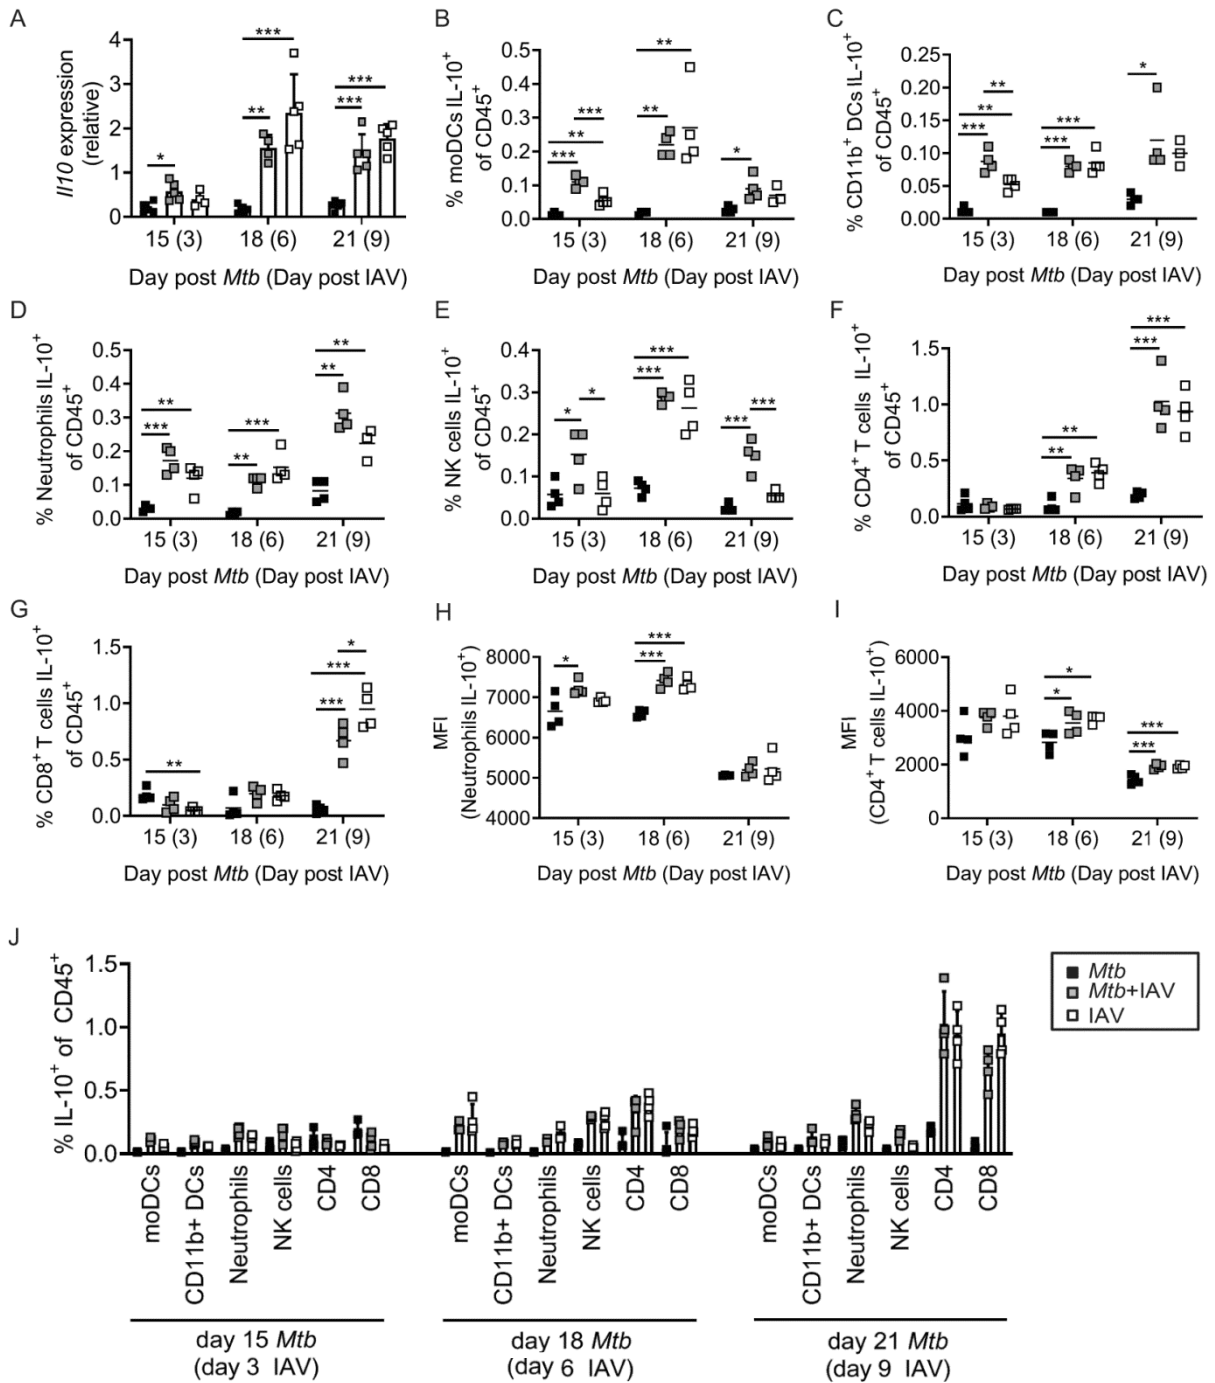 A
Il10 expression
(relative)
4
3
2
1
0
*
**
***
***
***
15 (3) 18 (6) 21 (9)
Day post Mtb (Day post IAV)
B
% moDCs IL-10+
of CD45+
0.5
0.4
0.3
0.2
0.1
0.0
***
**
***
**
**
*
15 (3) 18 (6) 21 (9)
Day post Mtb (Day post IAV)
C
% CD11b+ DCs IL-10+
of CD45+
0.25
0.20
0.15
0.10
0.05
0.00
**
**
***
***
***
*
15 (3) 18 (6) 21 (9)
Day post Mtb (Day post IAV)
D
% Neutrophils IL-10+
of CD45+
0.5
0.4
0.3
0.2
0.1
0.0
**
***
***
**
**
**
15 (3) 18 (6) 21 (9)
Day post Mtb (Day post IAV)
E
% NK cells IL-10+
of CD45+
0.4
0.3
0.2
0.1
0.0
*
*
***
***
***
***
15 (3) 18 (6) 21 (9)
Day post Mtb (Day post IAV)
F
% CD4+ T cells IL-10+
of CD45+
1.5
1.0
0.5
0.0
**
**
***
***
15 (3) 18 (6) 21 (9)
Day post Mtb (Day post IAV)
G
% CD8+ T cells IL-10+
of CD45+
1.5
1.0
0.5
0.0
**
*
***
***
15 (3) 18 (6) 21 (9)
Day post Mtb (Day post IAV)
H
MFI
(Neutrophils IL-10+)
8000
7000
6000
5000
4000
*
***
***
15 (3) 18 (6) 21 (9)
Day post Mtb (Day post IAV)
I
MFI
(CD4+ T cells IL-10+)
6000
4000
2000
0
*
*
***
***
15 (3) 18 (6) 21 (9)
Day post Mtb (Day post IAV)
J
% IL-10+ of CD45+
1.5
1.0
0.5
0.0
moDCs
CD11b+ DCs
Neutrophils
NK cells
CD4
CD8
moDCs
CD11b+ DCs
Neutrophils
NK cells
CD4
CD8
moDCs
CD11b+ DCs
Neutrophils
NK cells
CD4
CD8
day 15 Mtb
(day 3 IAV)
day 18 Mtb
(day 6 IAV)
day 21 Mtb
(day 9 IAV)
Mtb
Mtb+IAV
IAV